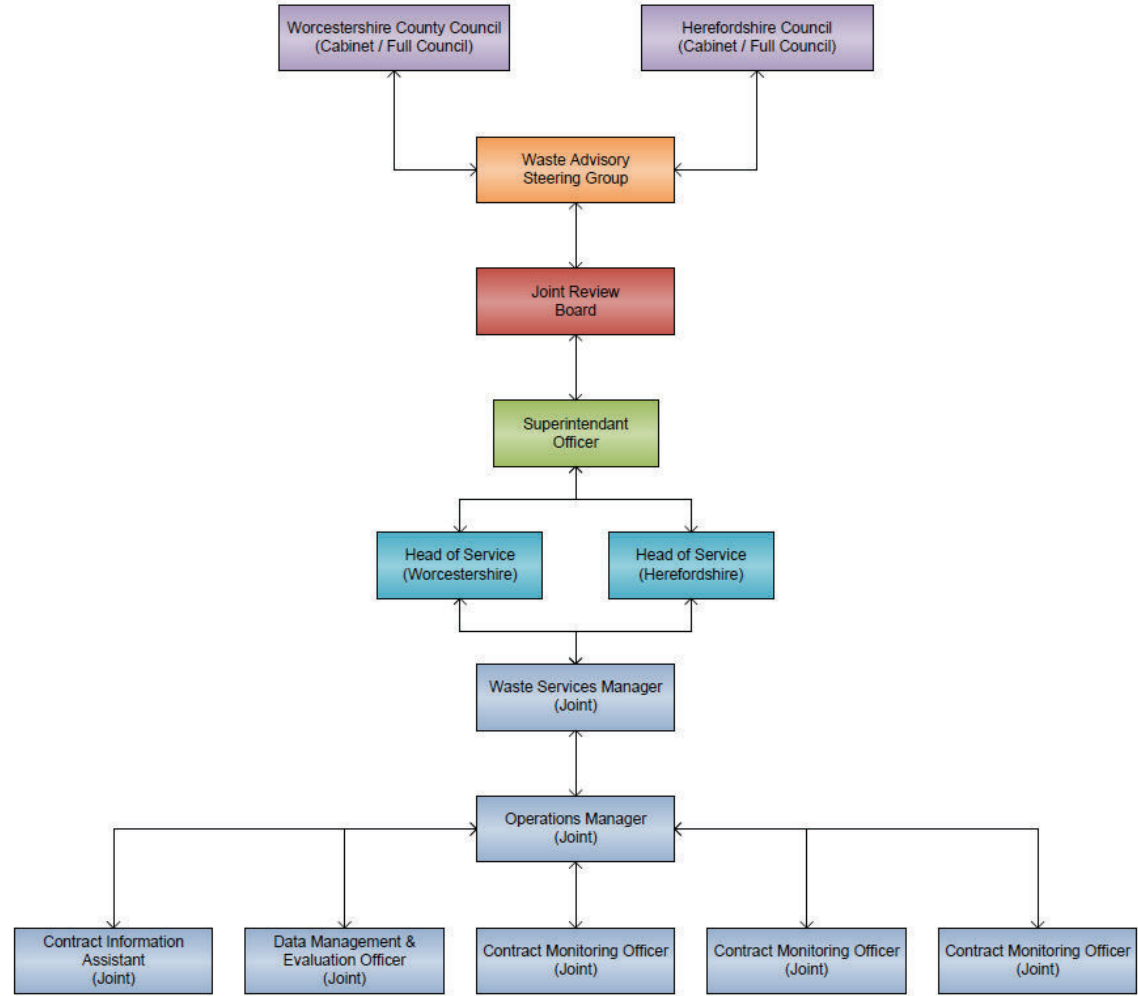 Worcestershire County Council
(Cabinet / Full Council)
Herefordshire Council
(Cabinet / Full Council)
Waste Advisory
Steering Group
Joint Review
Board
Superintendant
Officer
Head of Service
(Worcestershire)
Head of Service
(Herefordshire)
Waste Services Manager
(Joint)
Operations Manager
(Joint)
Contract Information
Assistant
(Joint)
Data Management &
Evaluation Officer
(Joint)
Contract Monitoring Officer
(Joint)
Contract Monitoring Officer
(Joint)
Contract Monitoring Officer
(Joint)